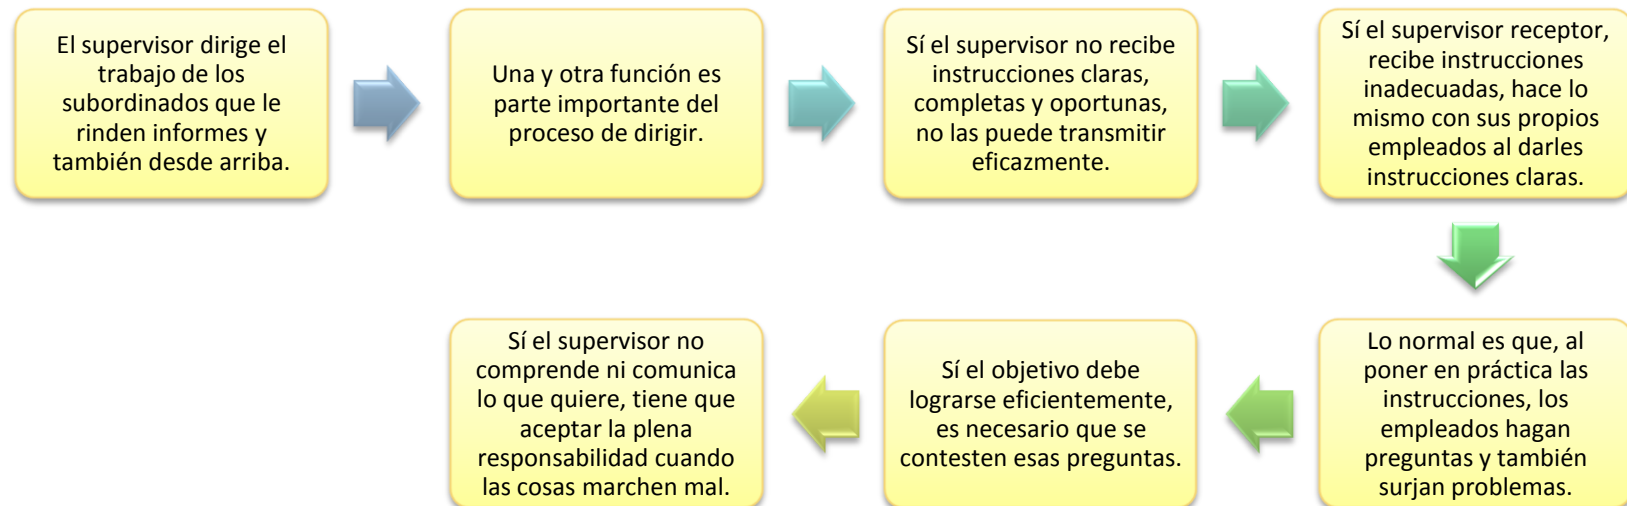 El supervisor dirige el
trabajo de los
subordinados que le
rinden informes y
también desde arriba.
Una y otra función es
parte importante del
proceso de dirigir.
Sí el supervisor no recibe
instrucciones claras,
completas y oportunas,
no las puede transmitir
eficazmente.
Sí el supervisor receptor,
recibe instrucciones
inadecuadas, hace lo
mismo con sus propios
empleados al darles
instrucciones claras.
Lo normal es que, al
poner en práctica las
instrucciones, los
empleados hagan
preguntas y también
surjan problemas.
Sí el objetivo debe
lograrse eficientemente,
es necesario que se
contesten esas preguntas.
Sí el supervisor no
comprende ni comunica
lo que quiere, tiene que
aceptar la plena
responsabilidad cuando
las cosas marchen mal.